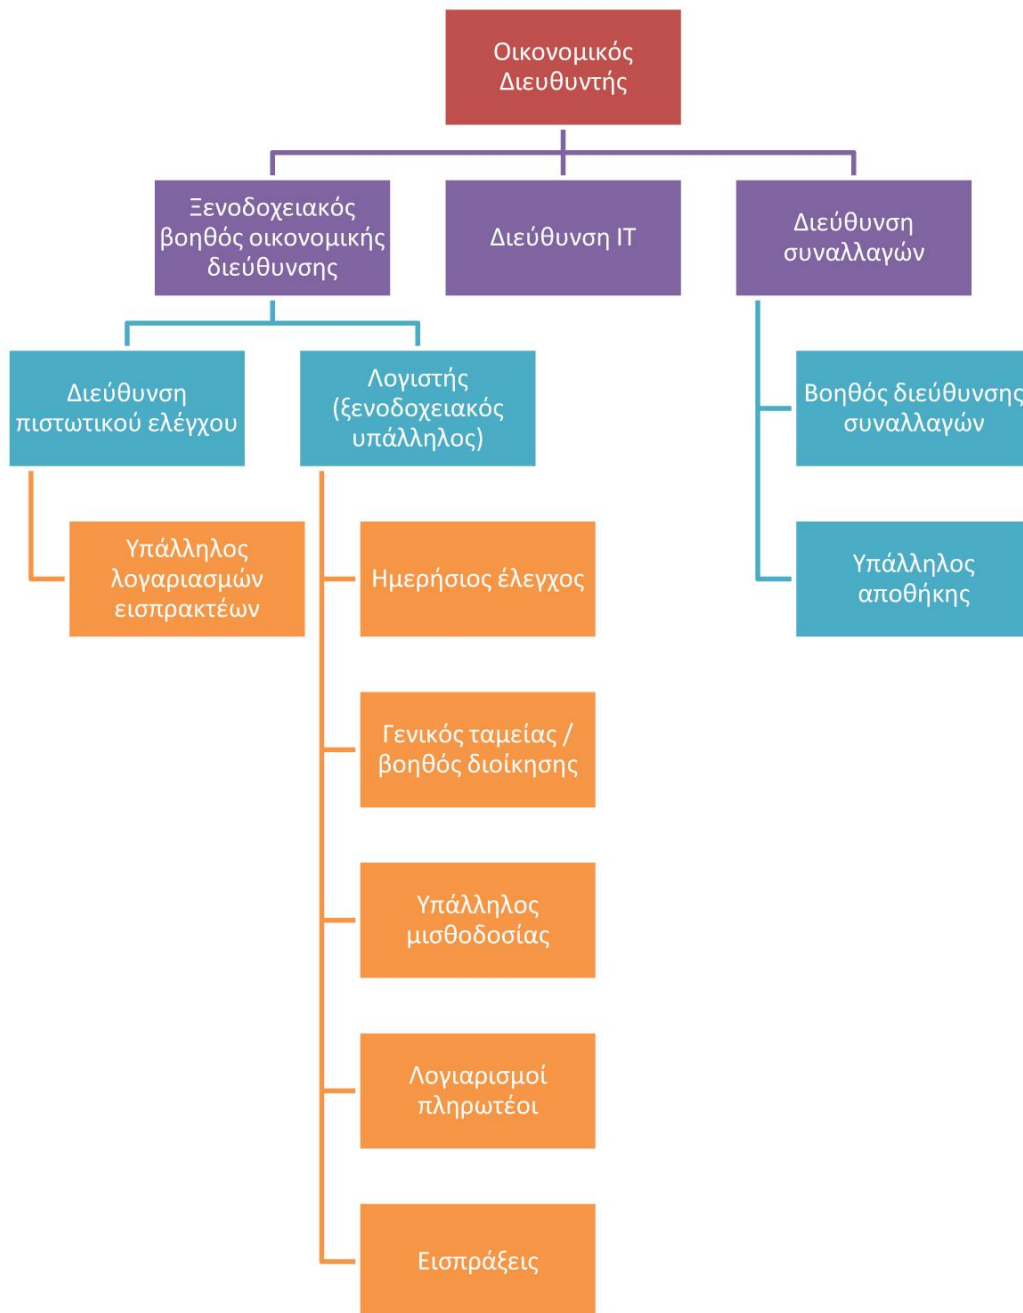 Οικονομικός
Διευθυντής
Ξενοδοχειακός
βοηθός οικονομικής
διεύθυνσης
Διεύθυνση IT
Διεύθυνση
συναλλαγών
Διεύθυνση
πιστωτικού ελέγχου
Λογιστής
(ξενοδοχειακός
υπάλληλος)
Βοηθός διεύθυνσης
συναλλαγών
Υπάλληλος
λογαριασμών
εισπρακτέων
Ημερήσιος έλεγχος
Υπάλληλος
αποθήκης
Γενικός ταμείας /
βοηθός διοίκησης
Υπάλληλος
μισθοδοσίας
Λογιαρισμοί
πληρωτέοι
Εισπράξεις